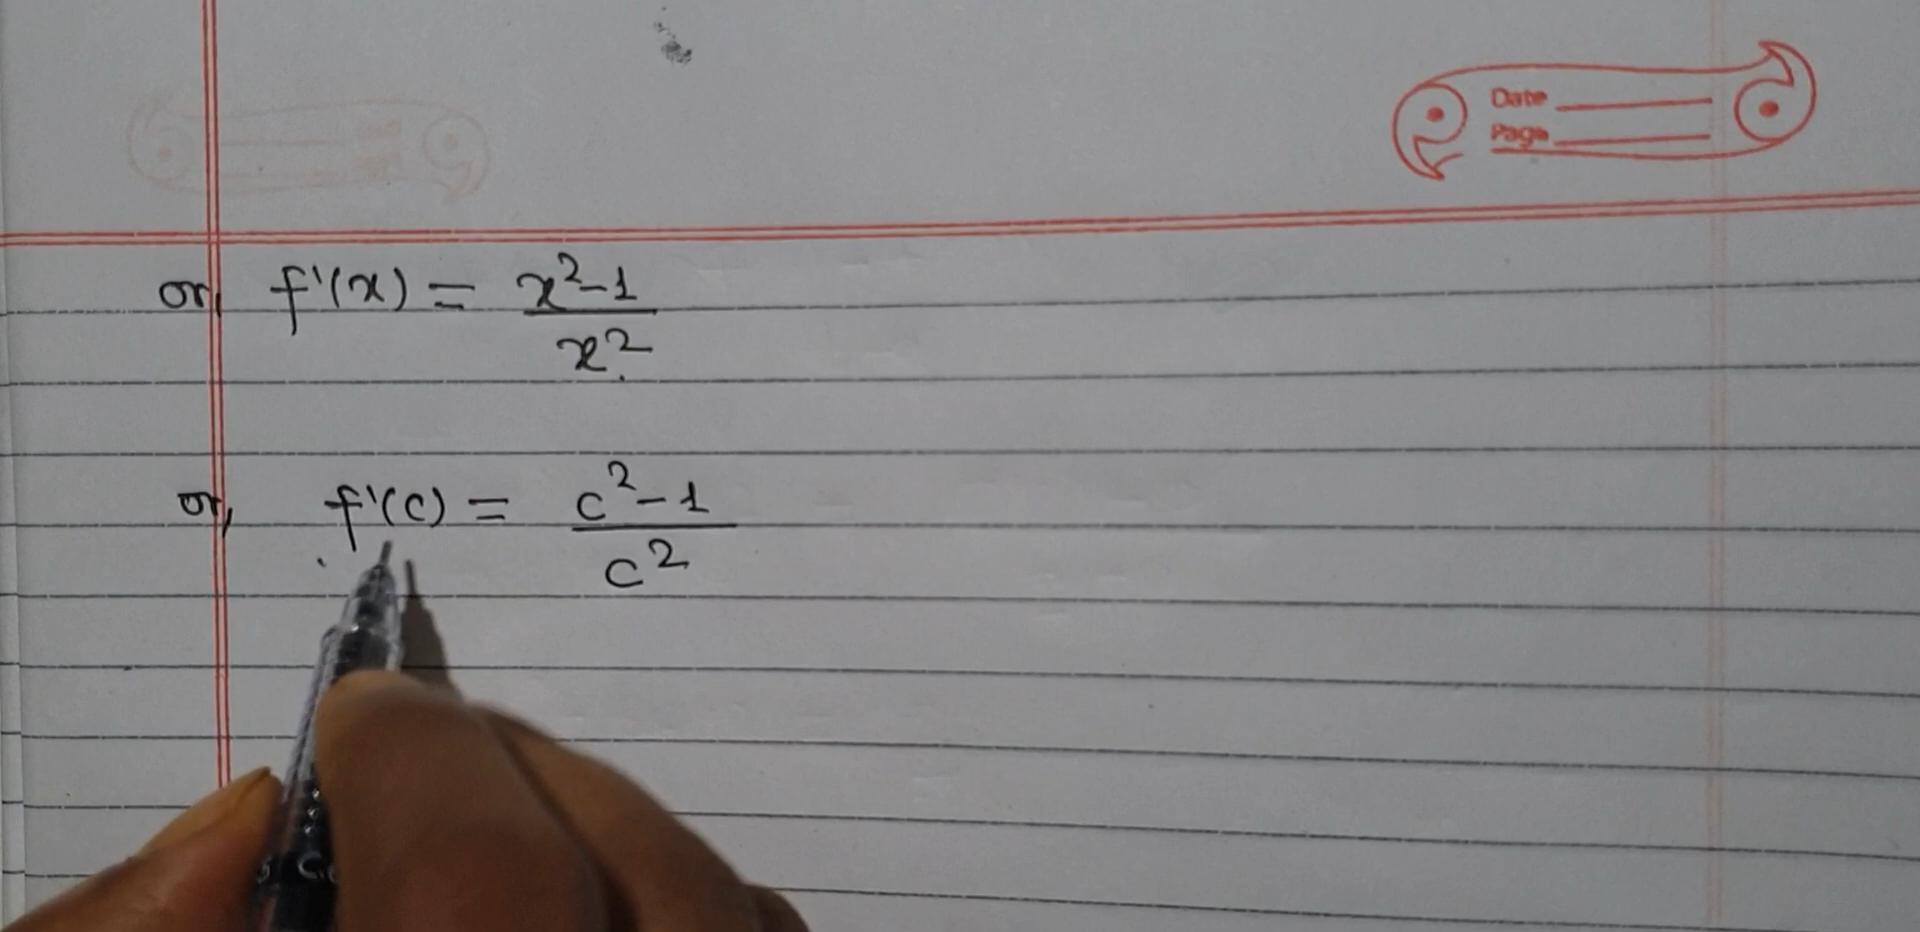 Date
Page
or, f'(x) = x²-1 / x²
or, f'(c) = c²-1 / c²